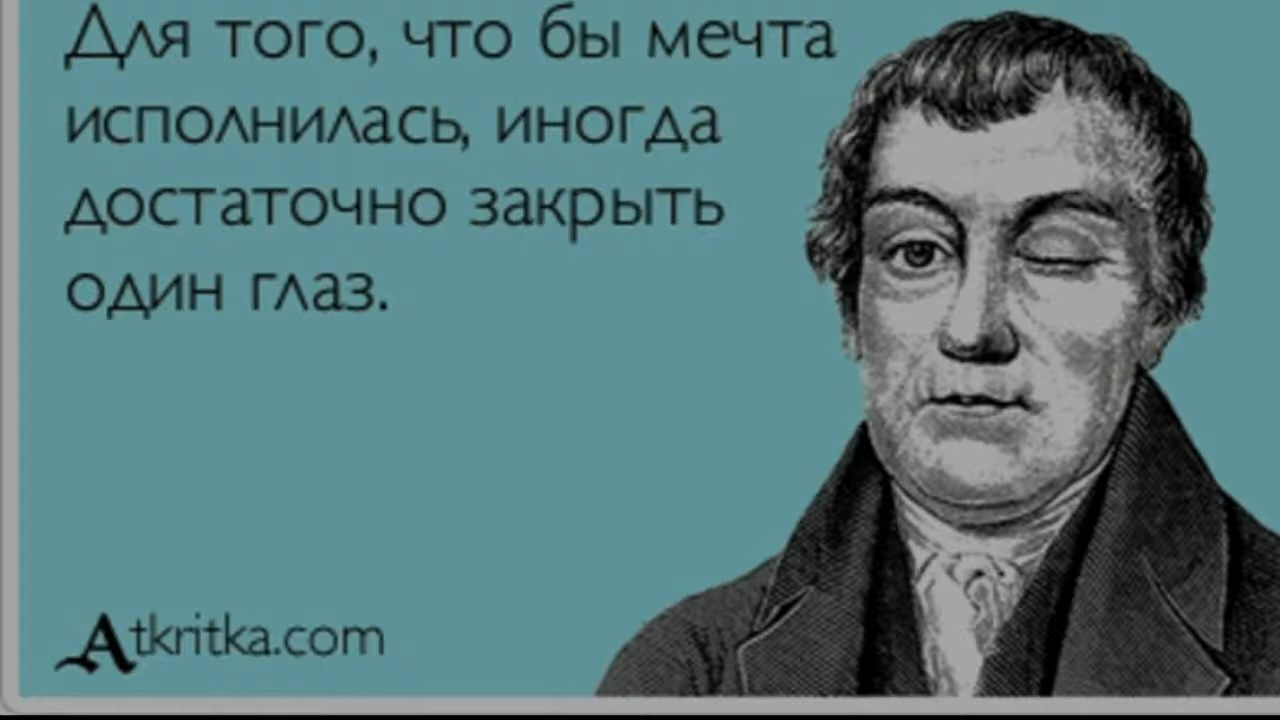 Для того, что бы мечта
исполнилась, иногда
достаточно закрыть
один глаз.
Atkritka.com